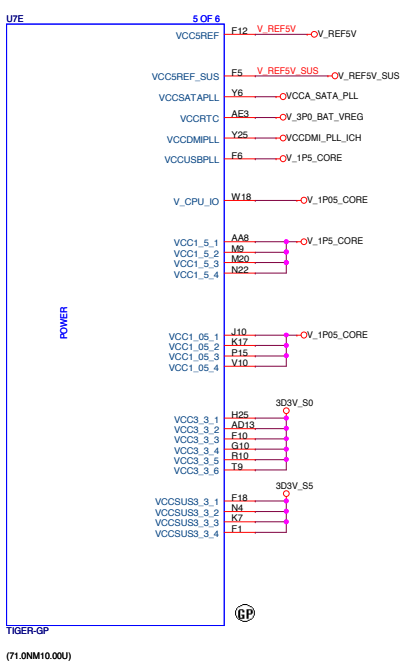 U7E 5 OF 6
VCC5REF F12 V_REF5V V_REF5V
VCC5REF_SUS F5 V_REF5V_SUS V_REF5V_SUS
VCCSATAPLL Y6 VCCA_SATA_PLL
VCCRTC AE3 V_3P0_BAT_VREG
VCCDMIPLL Y25 VCCDMI_PLL_ICH
VCCUSBPLL F6 V_1P5_CORE
V_CPU_IO W18 V_1P05_CORE
VCC1_5_1 AA8 V_1P5_CORE
VCC1_5_2 M9
VCC1_5_3 M20
VCC1_5_4 N22
POWER
VCC1_05_1 J10 V_1P05_CORE
VCC1_05_2 K17
VCC1_05_3 P15
VCC1_05_4 V10
3D3V_S0
VCC3_3_1 H25
VCC3_3_2 AD13
VCC3_3_3 F10
VCC3_3_4 G10
VCC3_3_5 R10
VCC3_3_6 T9
3D3V_S5
VCCSUS3_3_1 F18
VCCSUS3_3_2 N4
VCCSUS3_3_3 K7
VCCSUS3_3_4 F1
GP
TIGER-GP
(71.0NM10.00U)